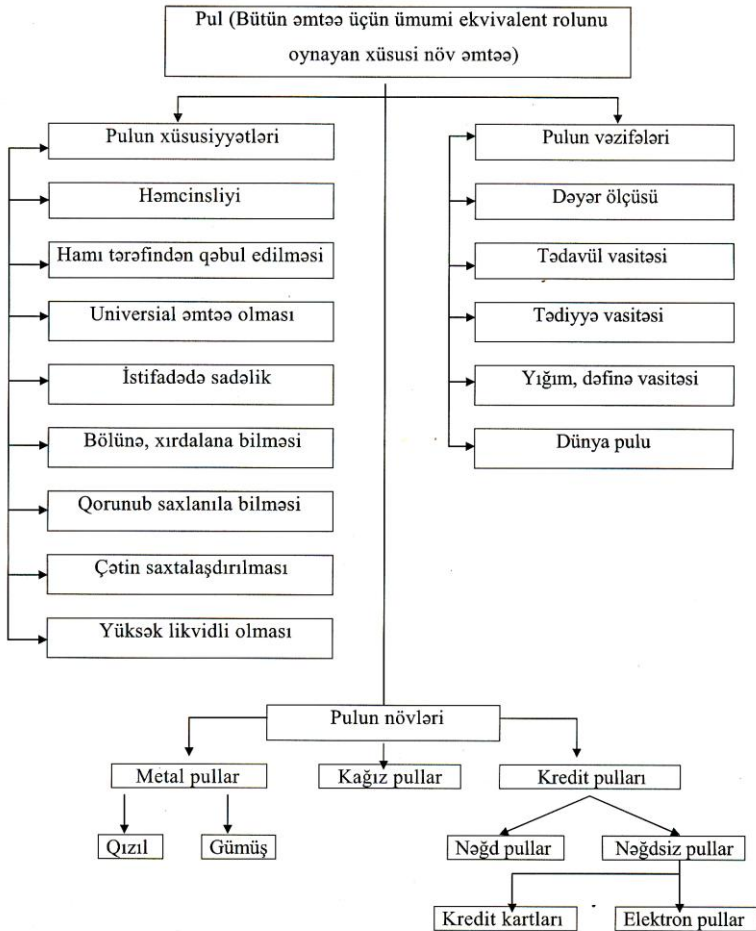 Pul (Bütün əmtəə üçün ümumi ekvivalent rolunu
oynayan xüsusi növ əmtəə)
Pulun xüsusiyyətləri
Həmcinsliyi
Hamı tərəfindən qəbul edilməsi
Universial əmtəə olması
İstifadədə sadəlik
Bölünə, xırdalana bilməsi
Qorunub saxlanıla bilməsi
Çətin saxtalaşdırılması
Yüksək likvidli olması
Pulun vəzifələri
Dəyər ölçüsü
Tədavül vasitəsi
Tədiyyə vasitəsi
Yığım, dəfinə vasitəsi
Dünya pulu
Pulun növləri
Metal pullar
Kağız pullar
Kredit pulları
Qızıl
Gümüş
Nəğd pullar
Nəğdsiz pullar
Kredit kartları
Elektron pullar